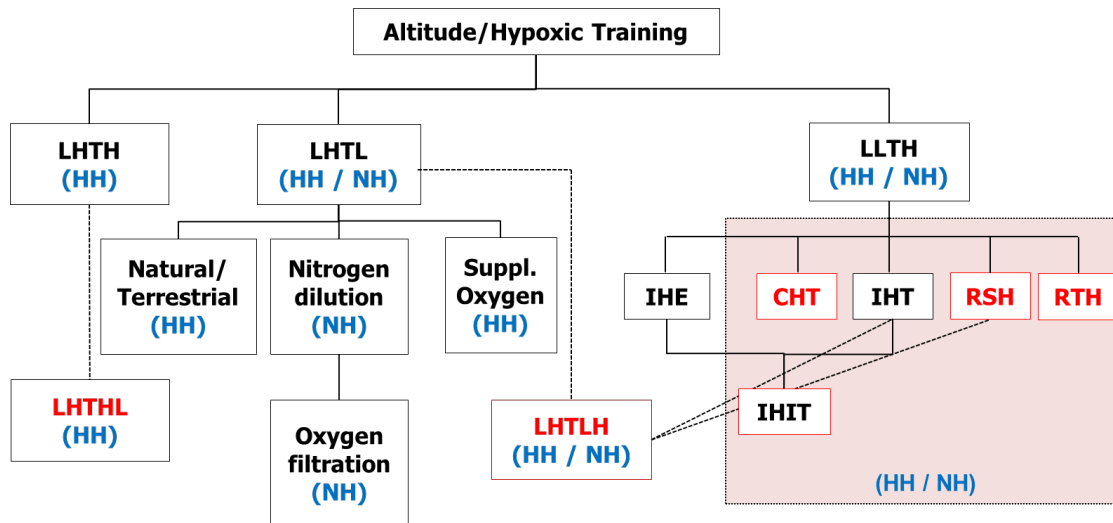 Altitude/Hypoxic Training
LHTH
(HH)
LHTL
(HH / NH)
LLTH
(HH / NH)
Natural/
Terrestrial
(HH)
Nitrogen
dilution
(NH)
Suppl.
Oxygen
(HH)
IHE
CHT
IHT
RSH
RTH
LHTHL
(HH)
Oxygen
filtration
(NH)
LHTLH
(HH / NH)
IHIT
(HH / NH)